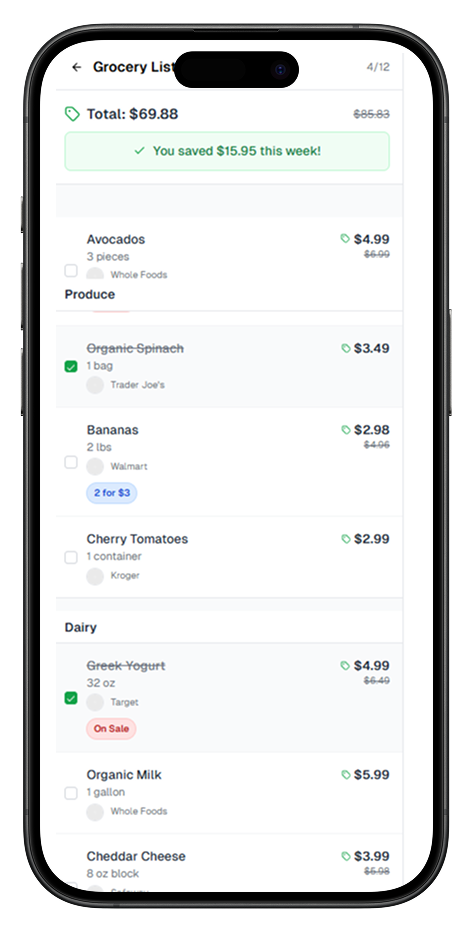 Grocery List
4/12
Total: $69.88
$85.83
You saved $15.95 this week!
Avocados
$4.99
3 pieces
$6.99
Whole Foods
Produce
Organic Spinach
$3.49
1 bag
Trader Joe's
Bananas
$2.98
2 lbs
$4.96
Walmart
2 for $3
Cherry Tomatoes
$2.99
1 container
Kroger
Dairy
Greek Yogurt
$4.99
32 oz
$6.49
Target
On Sale
Organic Milk
$5.99
1 gallon
Whole Foods
Cheddar Cheese
$3.99
8 oz block
$5.98